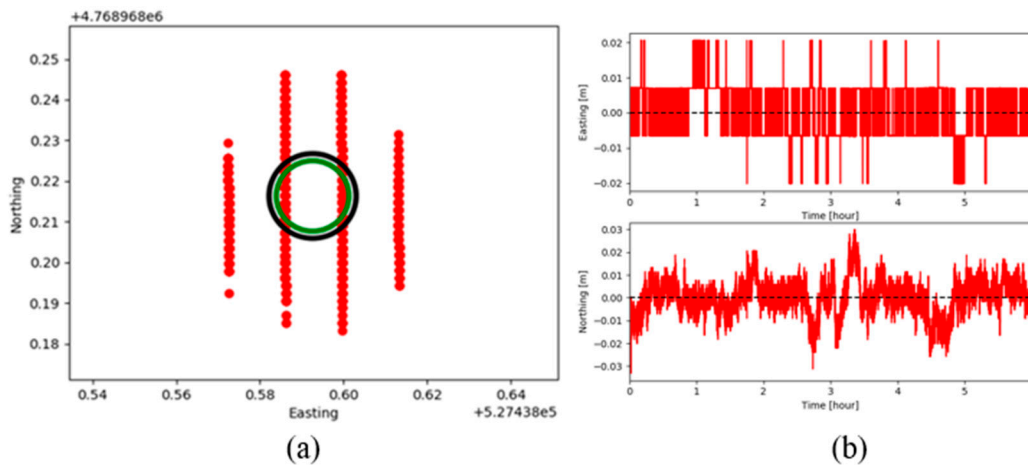 +4.768968e6
0.25
0.24
0.23
0.22
0.21
0.20
0.19
0.18
Northing
0.54 0.56 0.58 0.60 0.62 0.64
Easting
+5.27438e5
(a)
0.02
0.01
0.00
−0.01
−0.02
Easting [m]
0 1 2 3 4 5
Time [hour]
0.03
0.02
0.01
0.00
−0.01
−0.02
−0.03
Northing [m]
0 1 2 3 4 5
Time [hour]
(b)